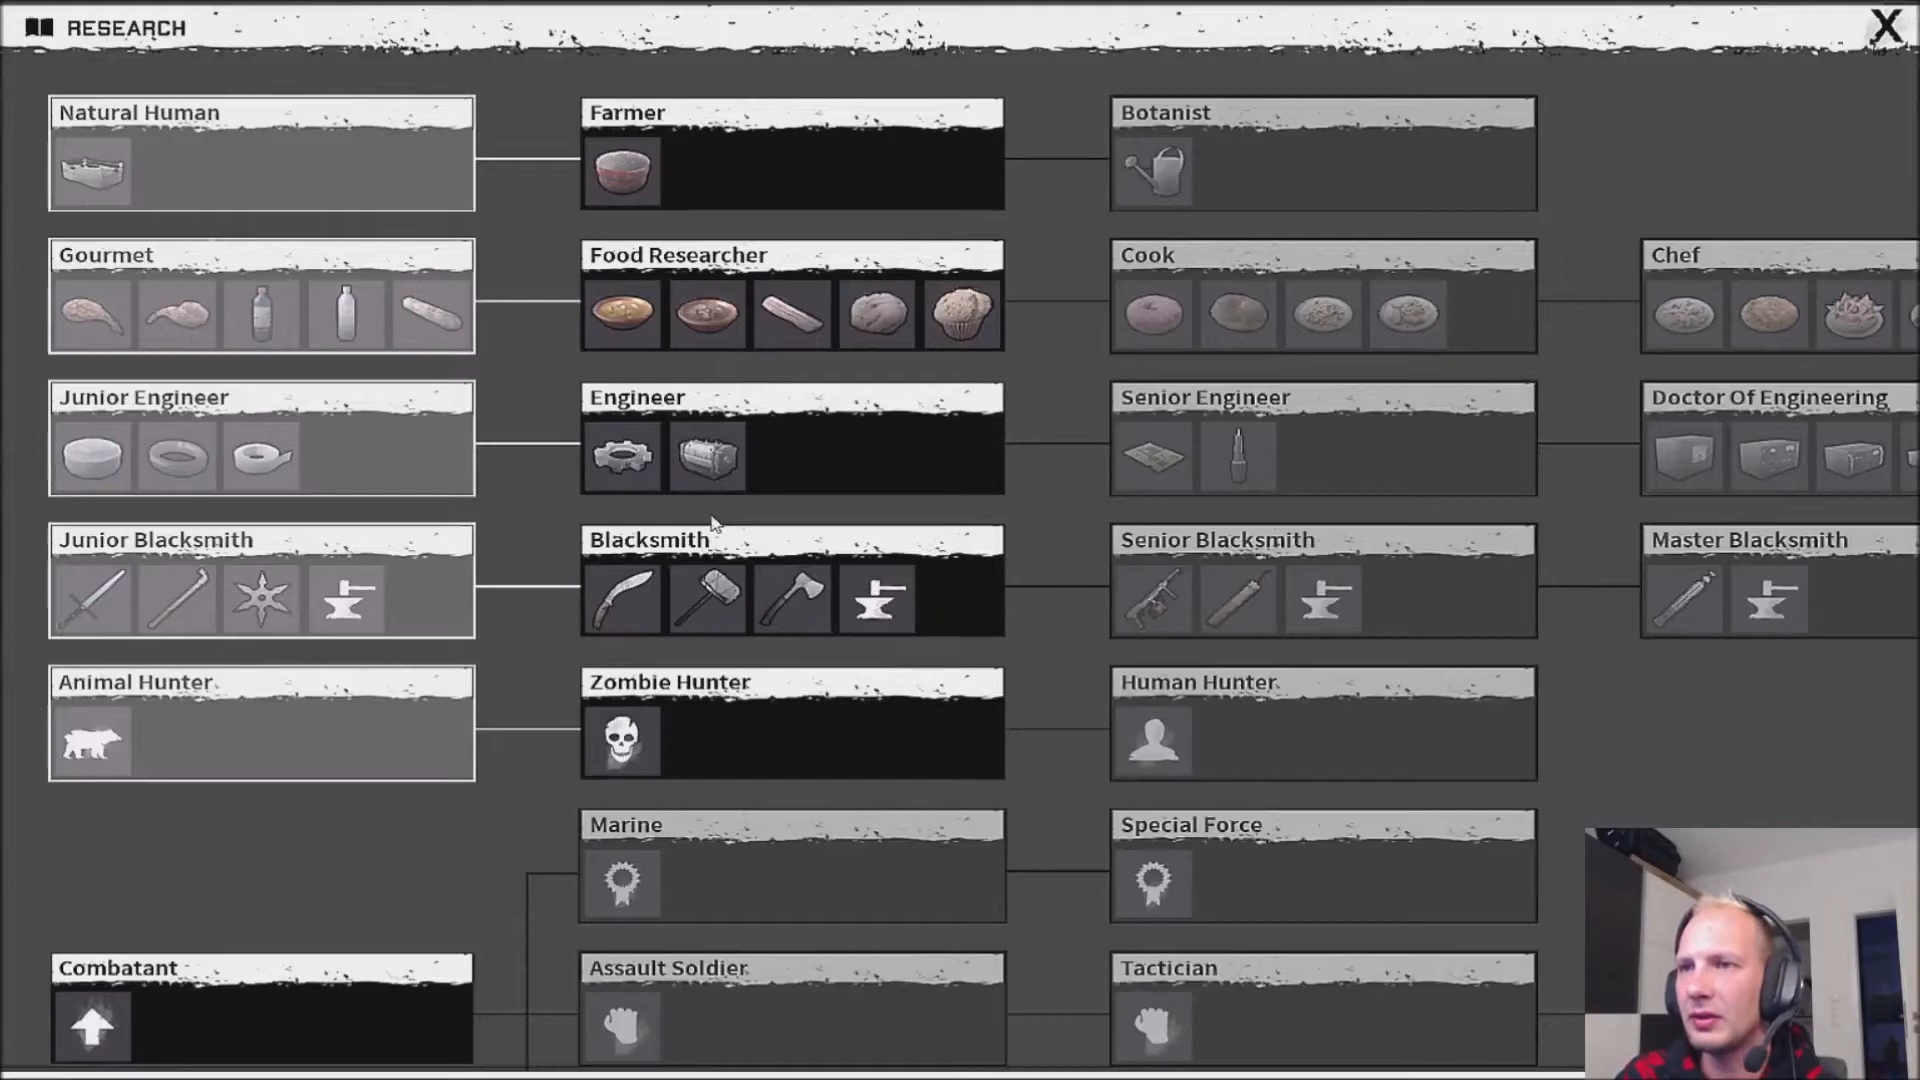 RESEARCH X
Natural Human Farmer Botanist
Gourmet Food Researcher Cook Chef
Junior Engineer Engineer Senior Engineer Doctor Of Engineering
Junior Blacksmith Blacksmith Senior Blacksmith Master Blacksmith
Animal Hunter Zombie Hunter Human Hunter
Marine Special Force
Combatant Assault Soldier Tactician